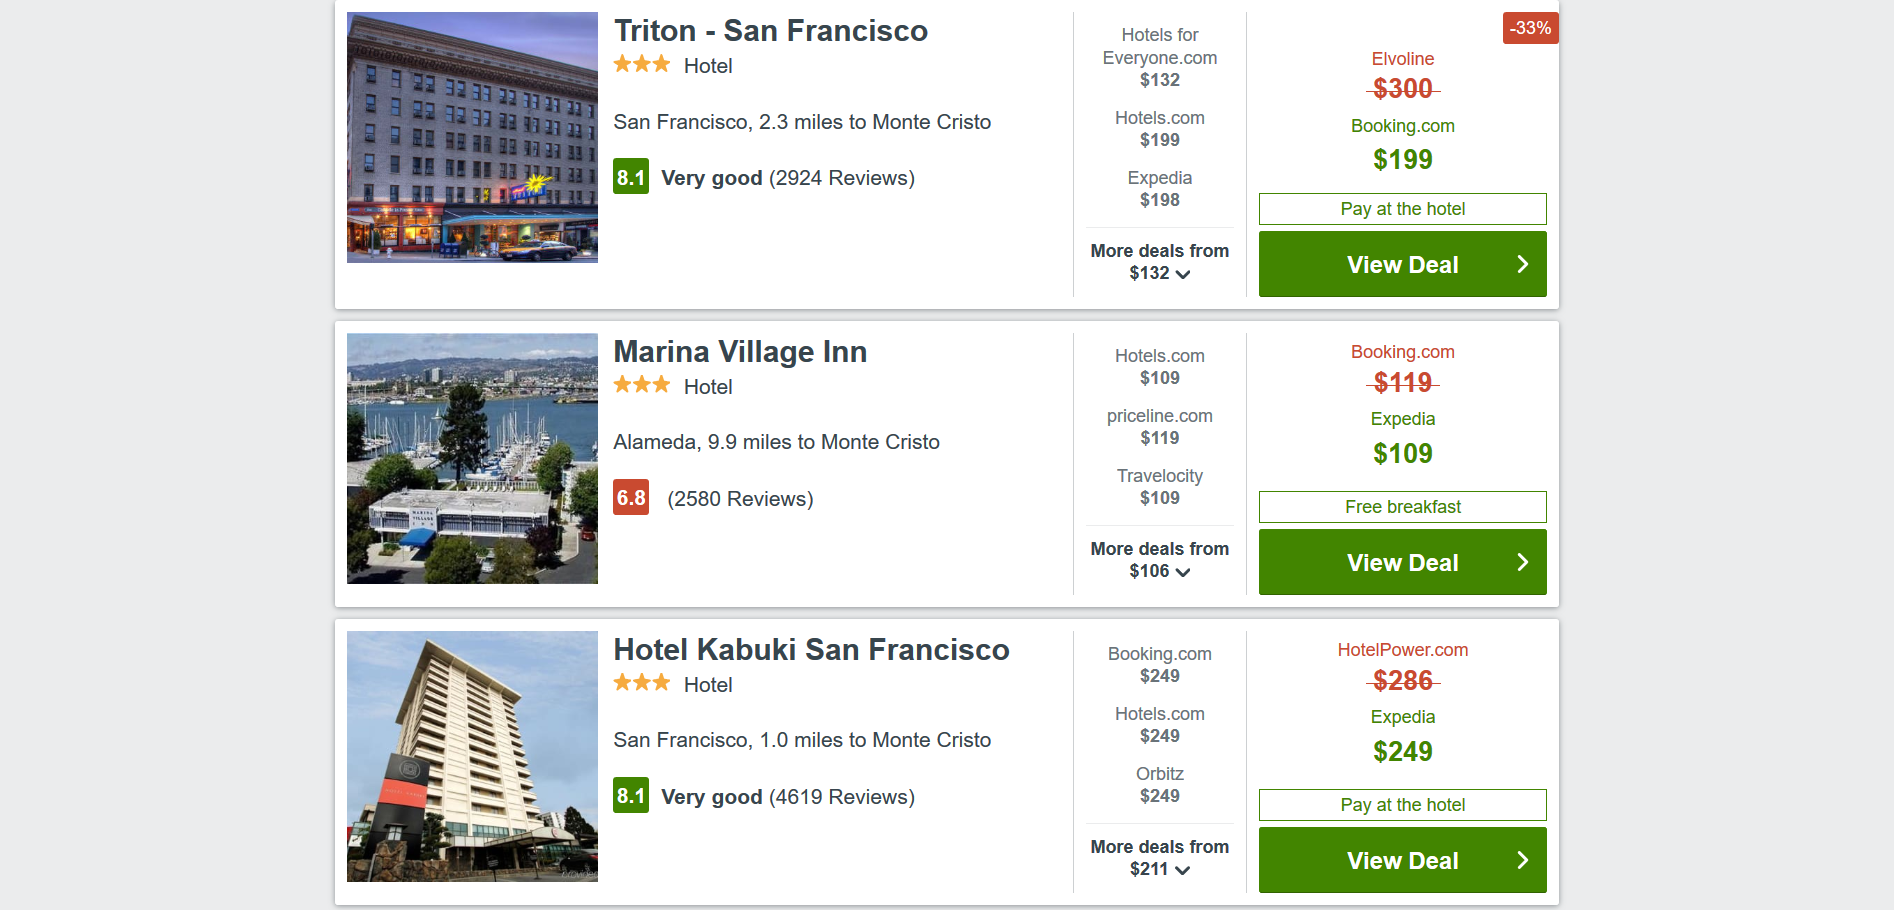 Triton - San Francisco
Hotel
San Francisco, 2.3 miles to Monte Cristo
8.1 Very good (2924 Reviews)
Hotels for
Everyone.com
$132
Hotels.com
$199
Expedia
$198
More deals from
$132
-33%
Elvoline
$300
Booking.com
$199
Pay at the hotel
View Deal
Marina Village Inn
Hotel
Alameda, 9.9 miles to Monte Cristo
6.8 (2580 Reviews)
MARINA
VILLAGE
Hotels.com
$109
priceline.com
$119
Travelocity
$109
More deals from
$106
Booking.com
$119
Expedia
$109
Free breakfast
View Deal
Hotel Kabuki San Francisco
Hotel
San Francisco, 1.0 miles to Monte Cristo
8.1 Very good (4619 Reviews)
Booking.com
$249
Hotels.com
$249
Orbitz
$249
More deals from
$211
HotelPower.com
$286
Expedia
$249
Pay at the hotel
View Deal